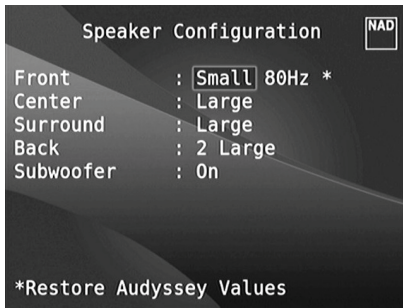 Speaker Configuration
NAD
Front : Small 80Hz *
Center : Large
Surround : Large
Back : 2 Large
Subwoofer : On
*Restore Audyssey Values